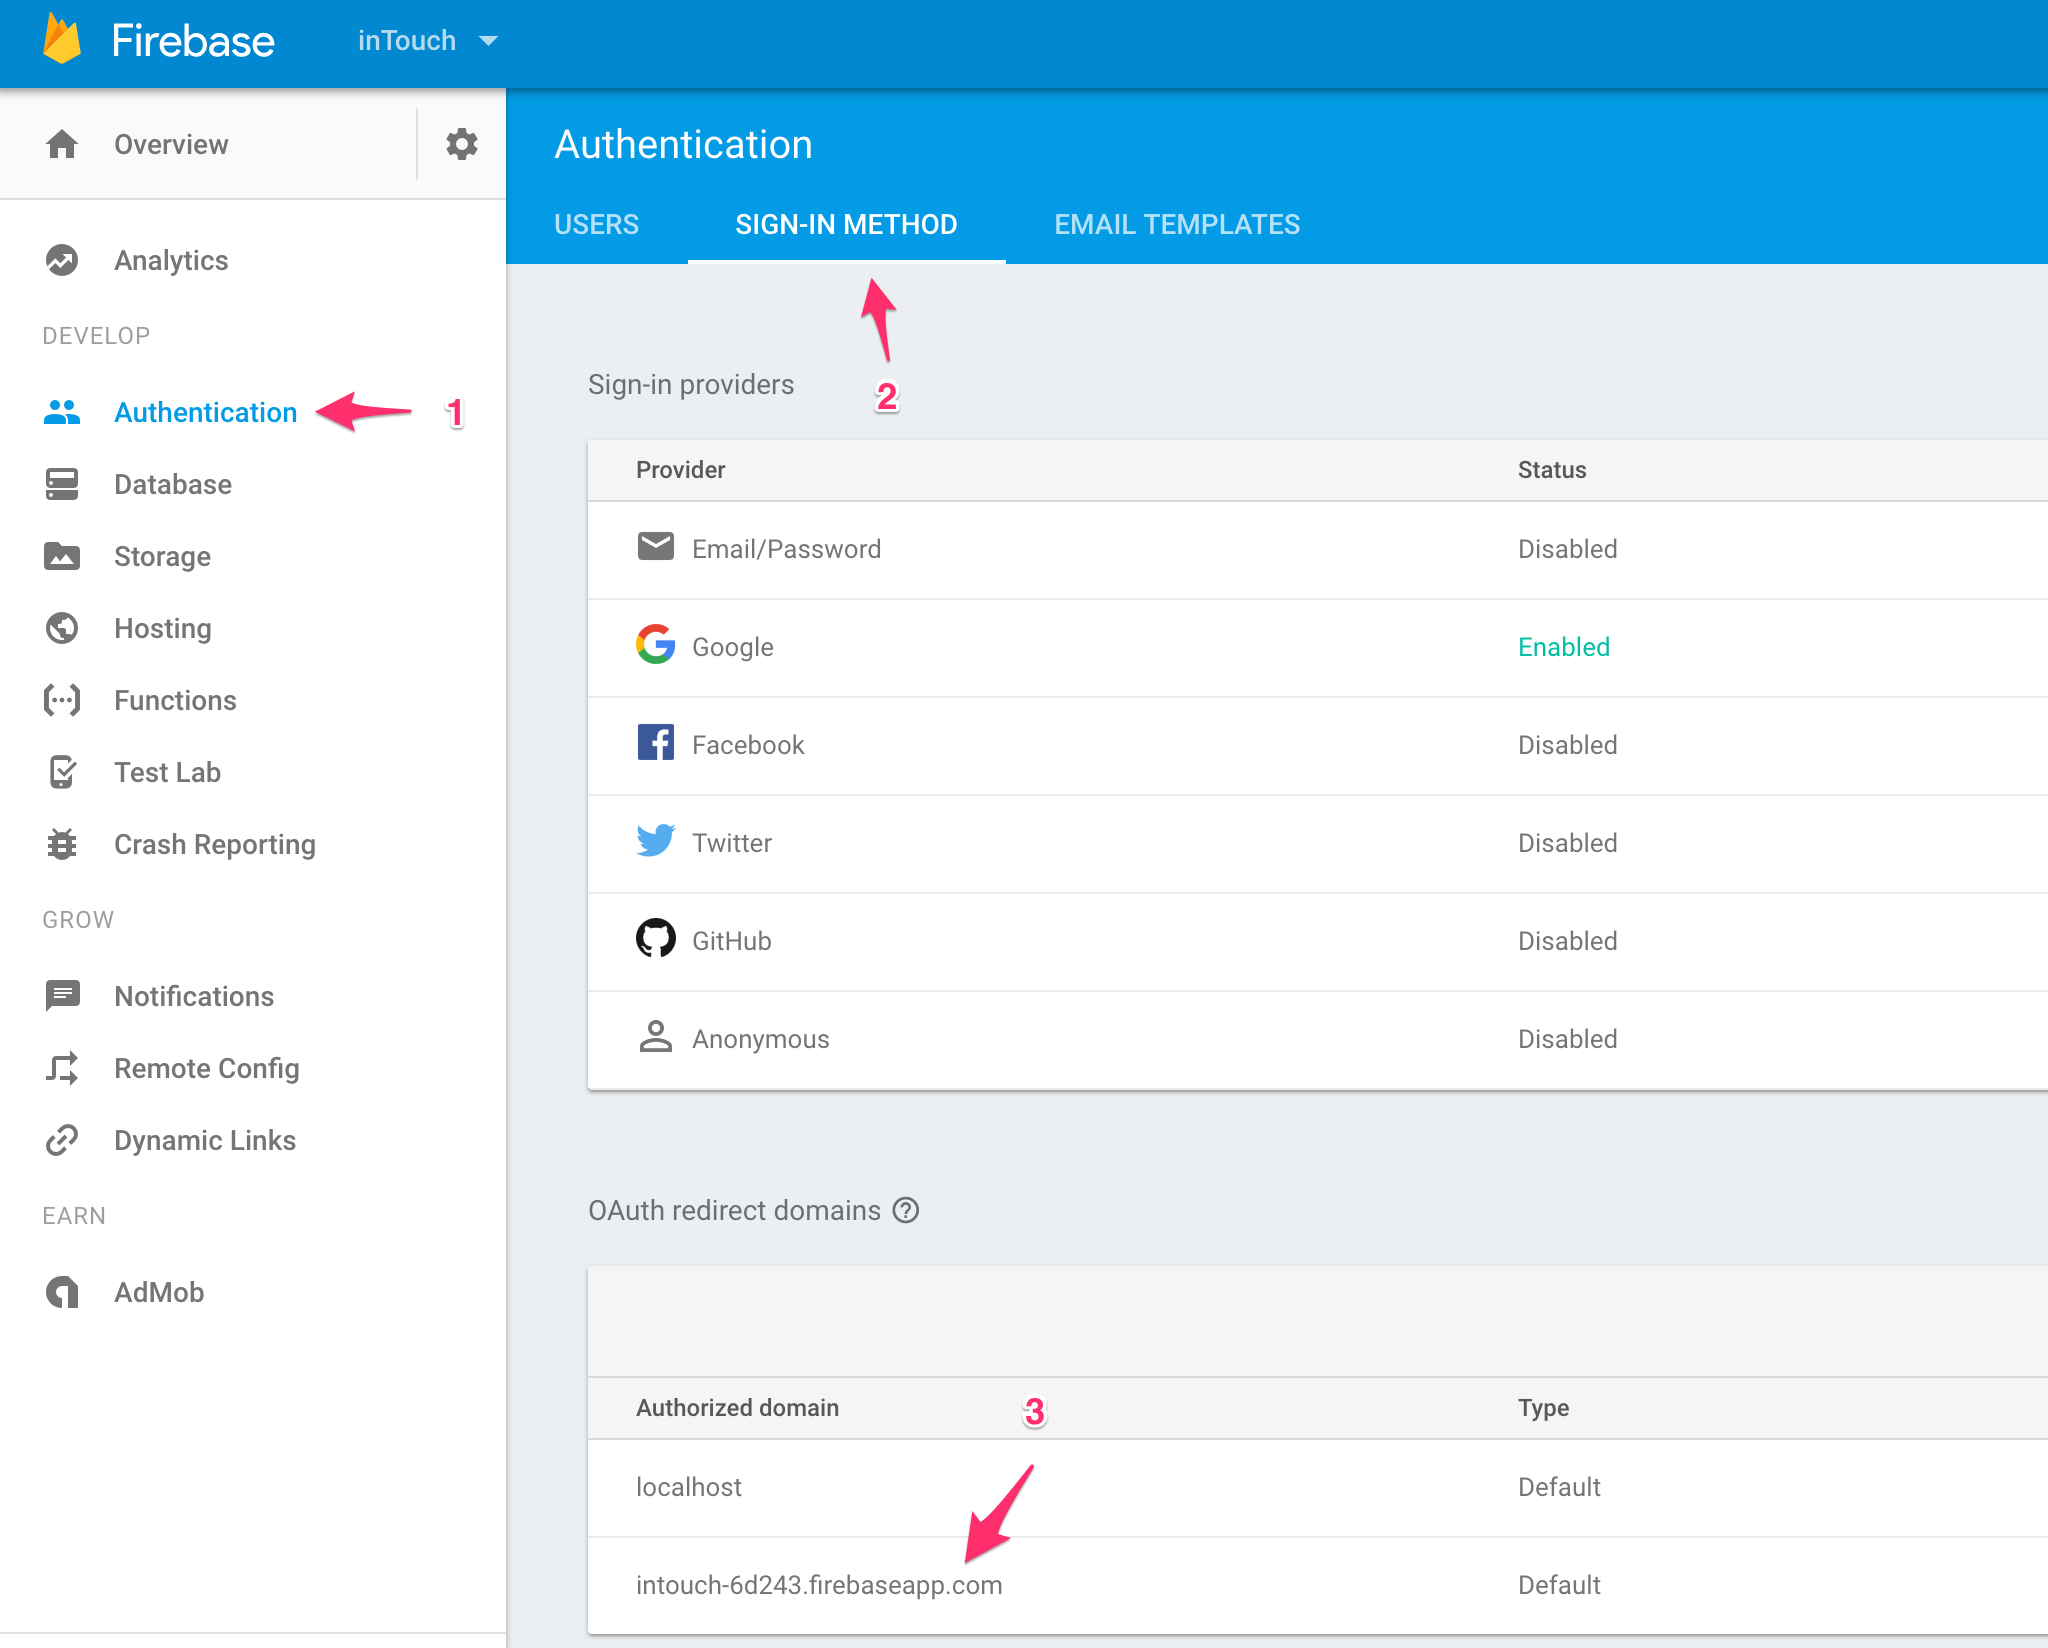 Firebase
inTouch
Overview
Analytics
DEVELOP
Authentication
1
Database
Storage
Hosting
Functions
Test Lab
Crash Reporting
GROW
Notifications
Remote Config
Dynamic Links
EARN
AdMob
Authentication
USERS SIGN-IN METHOD EMAIL TEMPLATES
2
Sign-in providers
Provider Status
Email/Password Disabled
Google Enabled
Facebook Disabled
Twitter Disabled
GitHub Disabled
Anonymous Disabled
OAuth redirect domains ?
Authorized domain 3 Type
localhost Default
intouch-6d243.firebaseapp.com Default